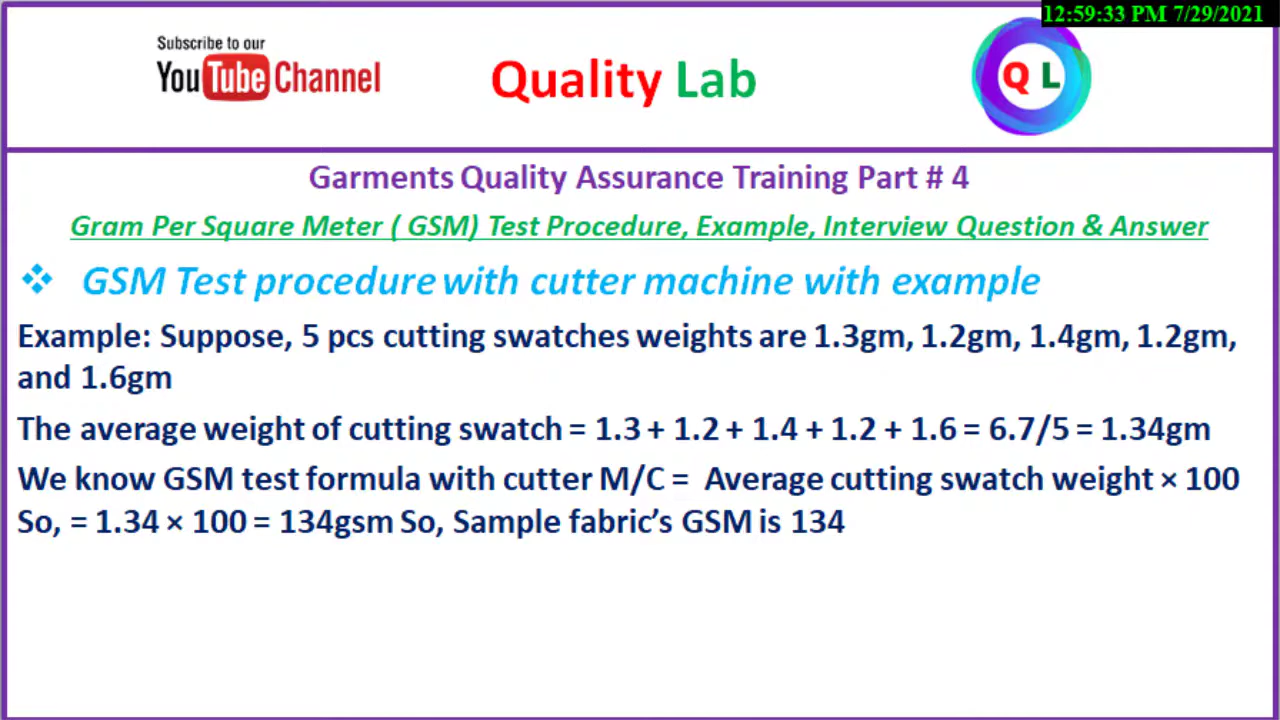 12:59:33 PM 7/29/2021
Subscribe to our
YouTube Channel
Quality Lab
Q L
Garments Quality Assurance Training Part # 4
Gram Per Square Meter ( GSM) Test Procedure, Example, Interview Question & Answer
❖ GSM Test procedure with cutter machine with example
Example: Suppose, 5 pcs cutting swatches weights are 1.3gm, 1.2gm, 1.4gm, 1.2gm,
and 1.6gm
The average weight of cutting swatch = 1.3 + 1.2 + 1.4 + 1.2 + 1.6 = 6.7/5 = 1.34gm
We know GSM test formula with cutter M/C = Average cutting swatch weight × 100
So, = 1.34 × 100 = 134gsm So, Sample fabric’s GSM is 134